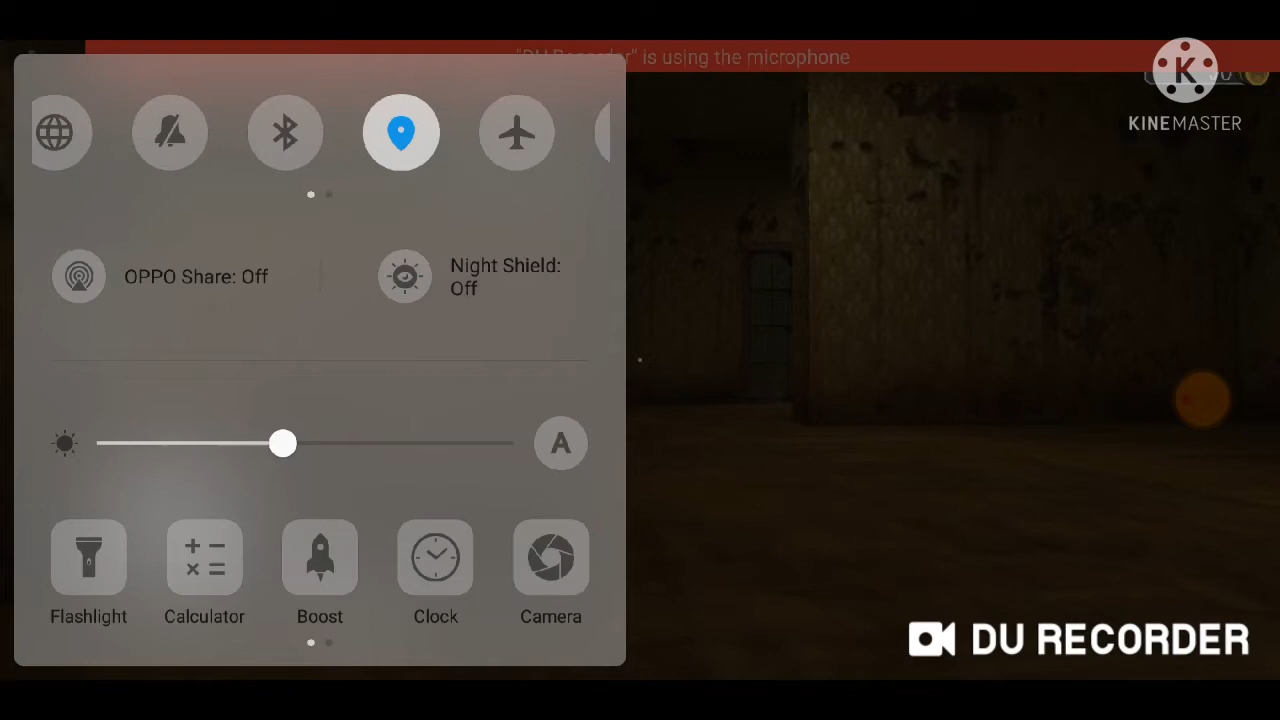 "DU Recorder" is using the microphone
K
KINEMASTER
OPPO Share: Off
Night Shield:
Off
A
Flashlight
Calculator
Boost
Clock
Camera
DU RECORDER